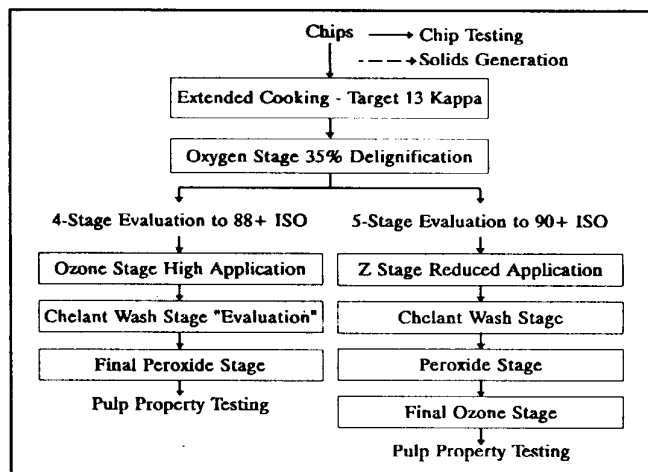 Chips → Chip Testing
Solids Generation
Extended Cooking - Target 13 Kappa
Oxygen Stage 35% Delignification
4-Stage Evaluation to 88+ ISO
5-Stage Evaluation to 90+ ISO
Ozone Stage High Application
Z Stage Reduced Application
Chelant Wash Stage "Evaluation"
Chelant Wash Stage
Final Peroxide Stage
Peroxide Stage
Pulp Property Testing
Final Ozone Stage
Pulp Property Testing